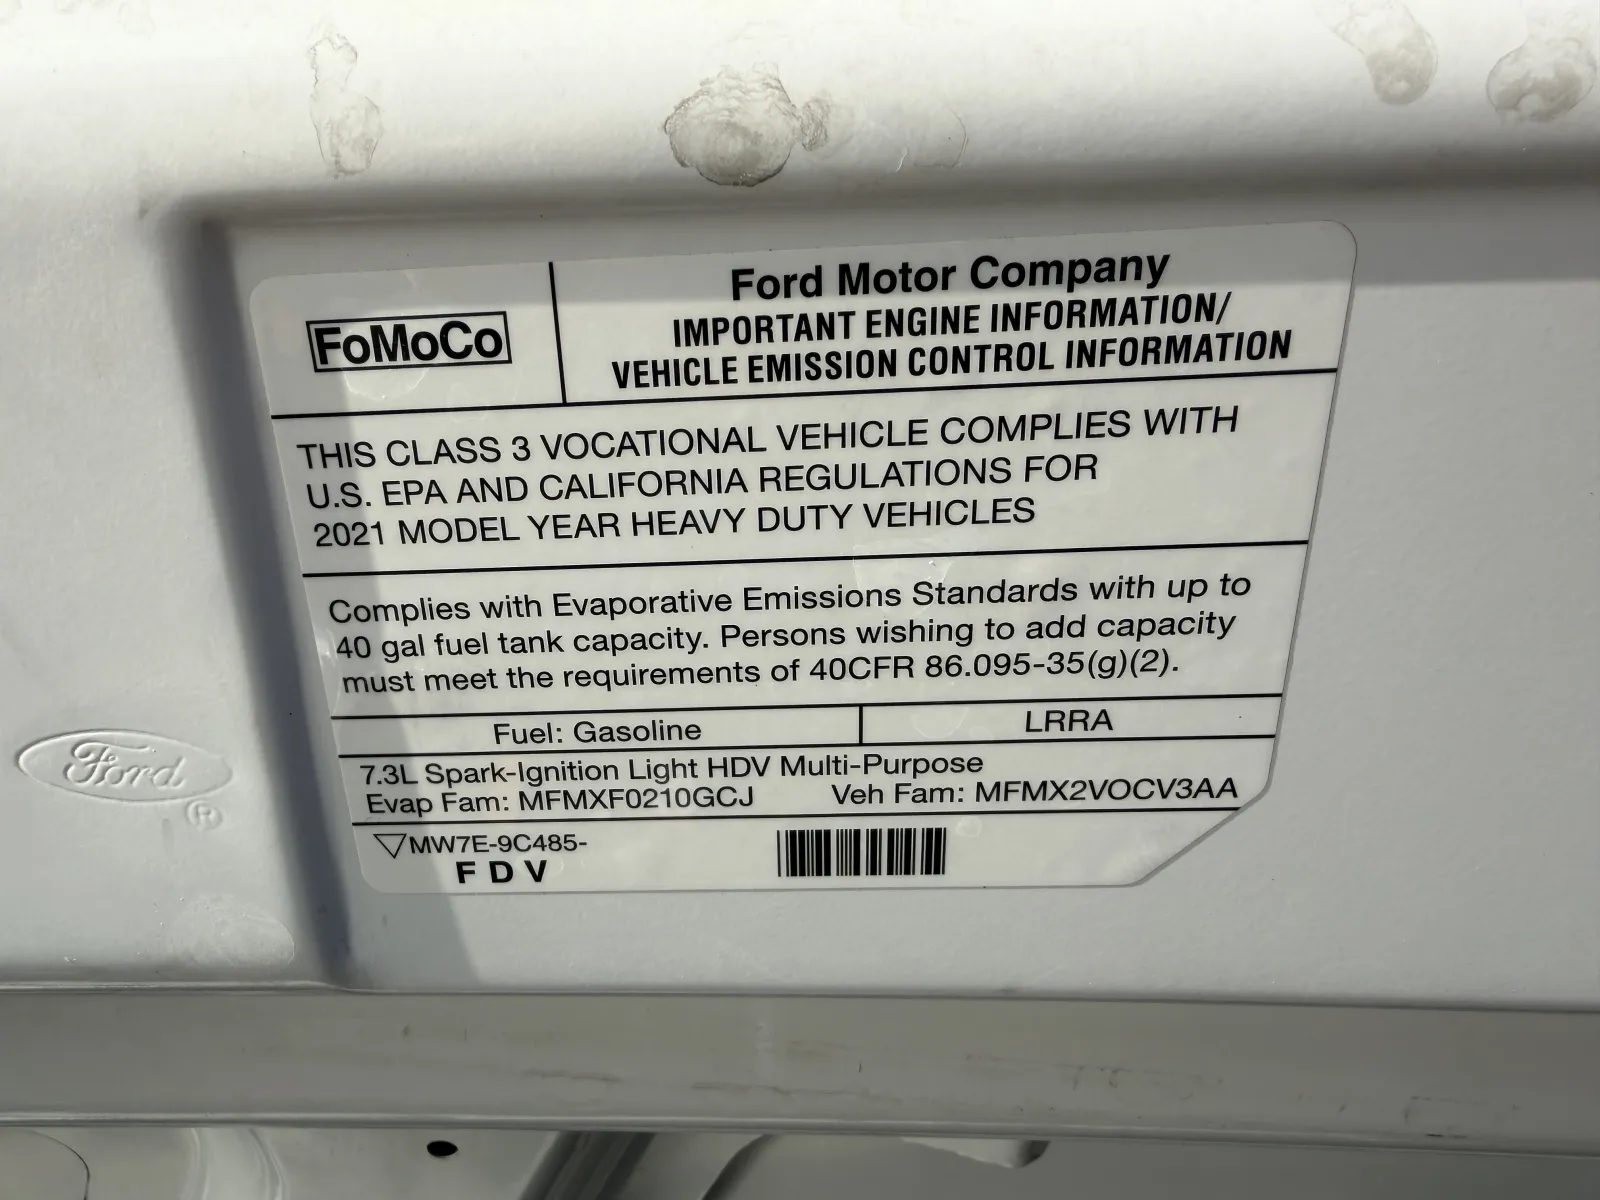 FoMoCo
Ford Motor Company
IMPORTANT ENGINE INFORMATION/
VEHICLE EMISSION CONTROL INFORMATION
THIS CLASS 3 VOCATIONAL VEHICLE COMPLIES WITH
U.S. EPA AND CALIFORNIA REGULATIONS FOR
2021 MODEL YEAR HEAVY DUTY VEHICLES
Complies with Evaporative Emissions Standards with up to
40 gal fuel tank capacity. Persons wishing to add capacity
must meet the requirements of 40CFR 86.095-35(g)(2).
Fuel: Gasoline
LRRA
7.3L Spark-Ignition Light HDV Multi-Purpose
Evap Fam: MFMXF0210GCJ Veh Fam: MFMX2VOCV3AA
MW7E-9C485-
F D V
Ford
®